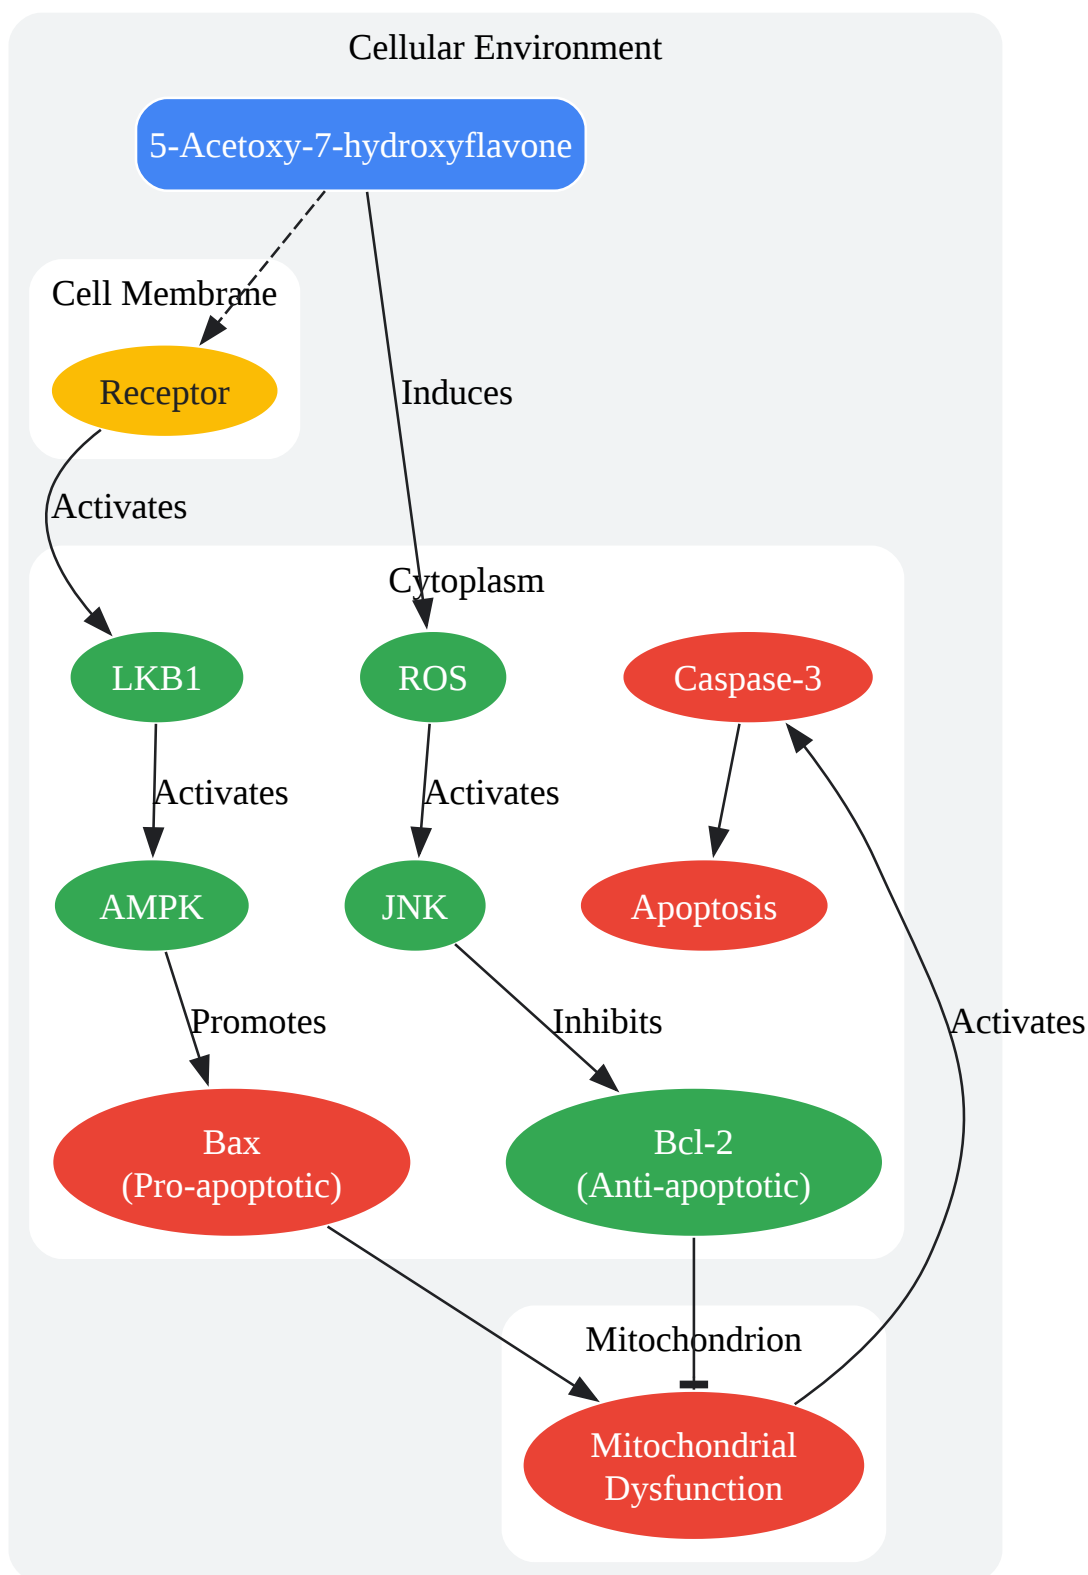 Cellular Environment
5-Acetoxy-7-hydroxyflavone
Cell Membrane
Receptor
Induces
Activates
Cytoplasm
LKB1
ROS
Caspase-3
Activates
Activates
AMPK
JNK
Apoptosis
Promotes
Inhibits
Activates
Bax
(Pro-apoptotic)
Bcl-2
(Anti-apoptotic)
Mitochondrion
Mitochondrial
Dysfunction